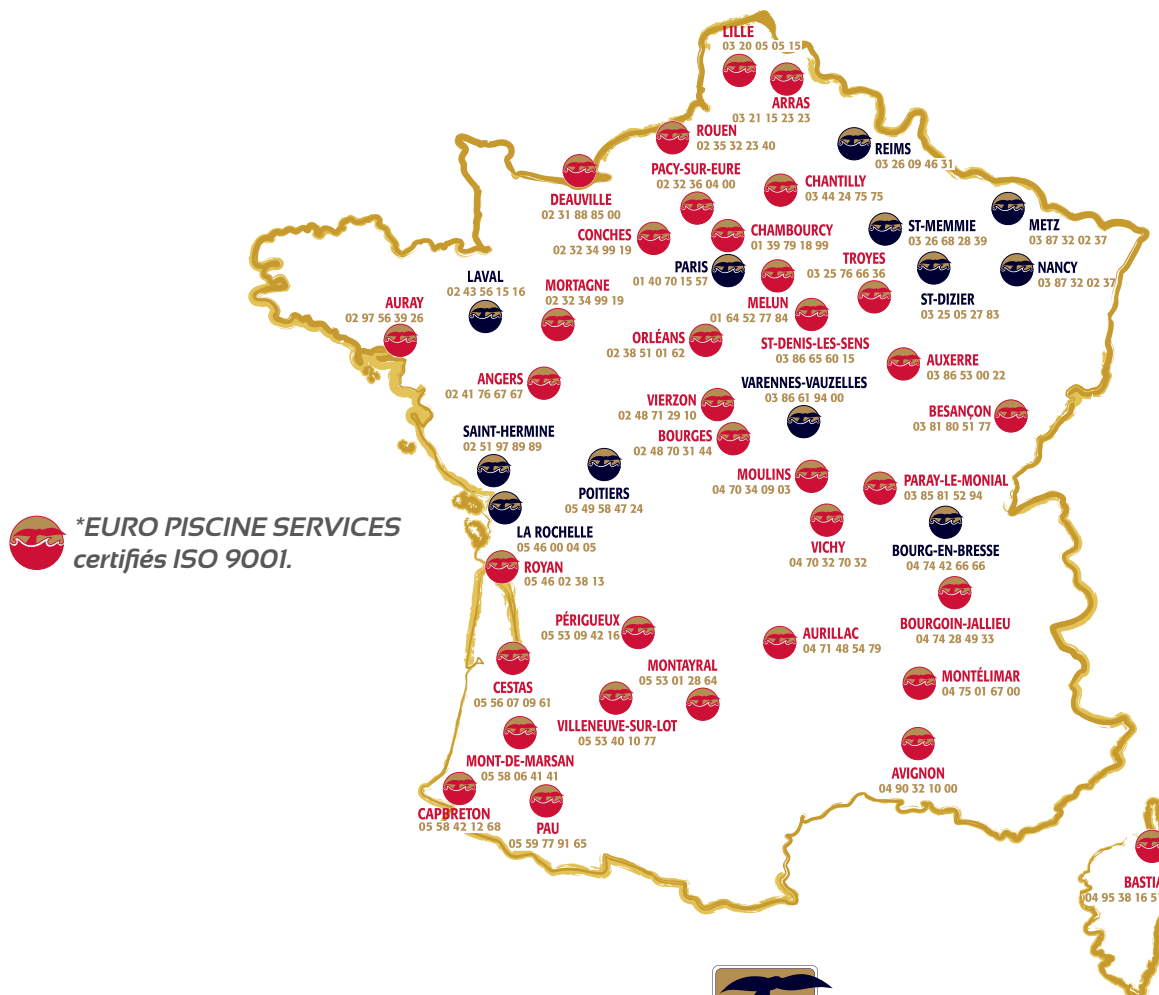 LILLE
03 20 05 05 15
ARRAS
03 21 15 23 23
ROUEN
02 35 32 23 40
REIMS
03 26 09 46 31
PACY-SUR-EURE
02 32 36 04 00
CHANTILLY
03 44 24 75 75
DEAUVILLE
02 31 88 85 00
CONCHES
02 32 34 99 19
CHAMBOURCY
01 39 79 18 99
ST-MEMMIE
03 26 68 28 39
METZ
03 87 32 02 37
PARIS
01 40 70 15 57
TROYES
03 25 76 66 36
NANCY
03 87 32 02 37
LAVAL
02 43 56 15 16
MORTAGNE
02 32 34 99 19
MELUN
01 64 52 77 84
ST-DIZIER
03 25 05 27 83
AURAY
02 97 56 39 26
ORLÉANS
02 38 51 01 62
ST-DENIS-LES-SENS
03 86 65 60 15
AUXERRE
03 86 53 00 22
ANGERS
02 41 76 67 67
VARENNES-VAUZELLES
03 86 61 94 00
VIERZON
02 48 71 29 10
BESANÇON
03 81 80 51 77
SAINT-HERMINE
02 51 97 89 89
BOURGES
02 48 70 31 44
MOULINS
04 70 34 09 03
PARAY-LE-MONIAL
03 85 81 52 94
POITIERS
05 49 58 47 24
*EURO PISCINE SERVICES
certifiés ISO 9001.
LA ROCHELLE
05 46 00 04 05
VICHY
04 70 32 70 32
BOURG-EN-BRESSE
04 74 42 66 66
ROYAN
05 46 02 38 13
PÉRIGUEUX
05 53 09 42 16
BOURGOIN-JALLIEU
04 74 28 49 33
AURILLAC
04 71 48 54 79
MONTAYRAL
05 53 01 28 64
MONTÉLIMAR
04 75 01 67 00
CESTAS
05 56 07 09 61
VILLENEUVE-SUR-LOT
05 53 40 10 77
MONT-DE-MARSAN
05 58 06 41 41
AVIGNON
04 90 32 10 00
CAPBRETON
05 58 42 12 68
PAU
05 59 77 91 65
BASTIA
04 95 38 16 5